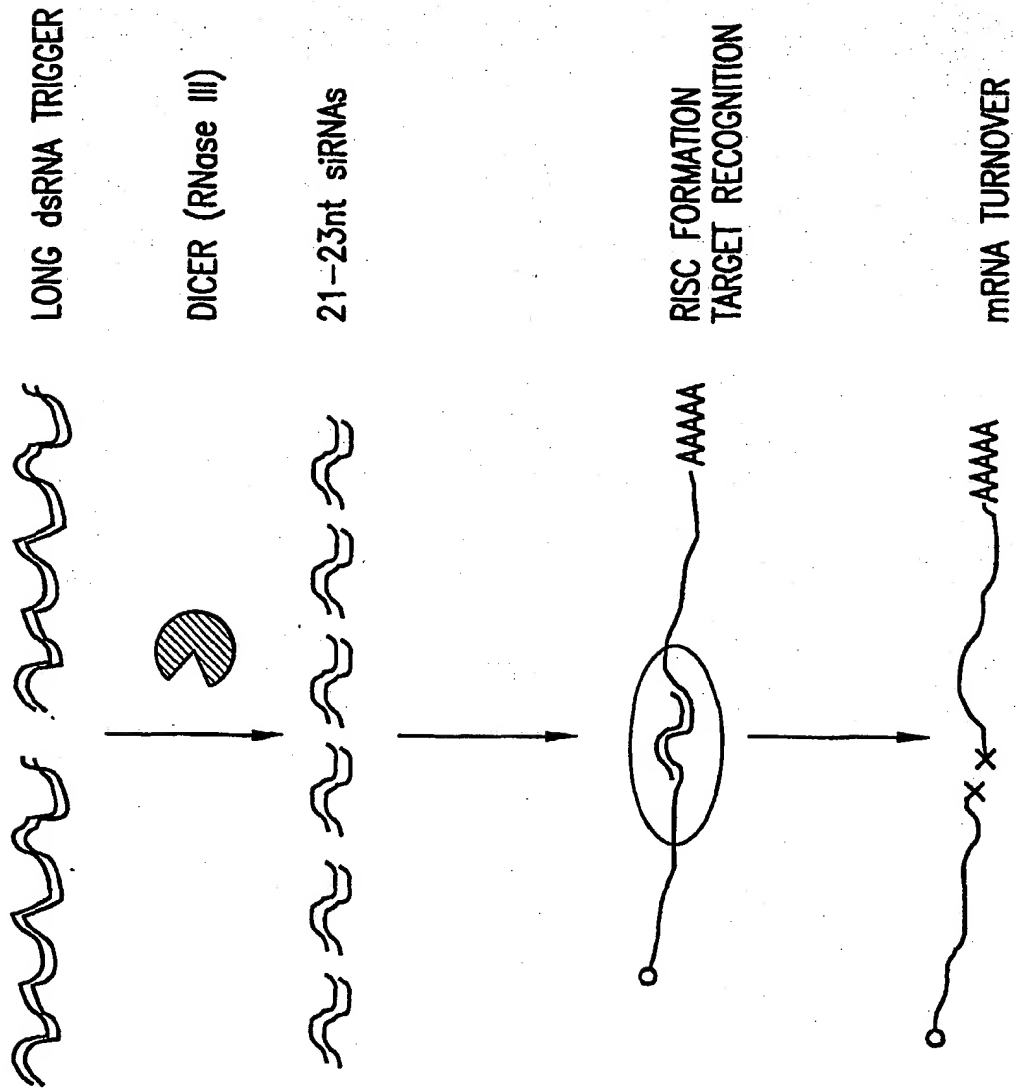 LONG dsRNA TRIGGER
DICER (RNase III)
21-23nt siRNAs
RISC FORMATION
TARGET RECOGNITION
AAAAA
mRNA TURNOVER
AAAAA